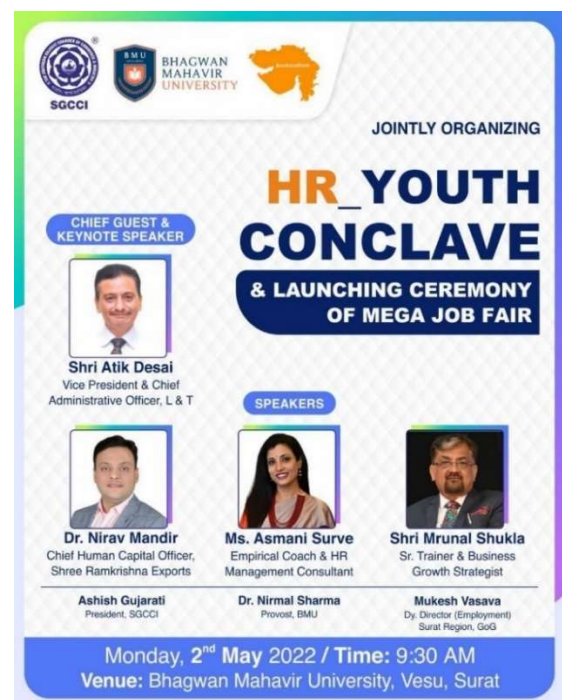 SGCCI
BMU
BHAGWAN
MAHAVIR
UNIVERSITY
JOINTLY ORGANIZING
HR_YOUTH
CONCLAVE
& LAUNCHING CEREMONY
OF MEGA JOB FAIR
CHIEF GUEST &
KEYNOTE SPEAKER
Shri Atik Desai
Vice President & Chief
Administrative Officer, L & T
SPEAKERS
Dr. Nirav Mandir
Chief Human Capital Officer,
Shree Ramkrishna Exports
Ms. Asmani Surve
Empirical Coach & HR
Management Consultant
Shri Mrunal Shukla
Sr. Trainer & Business
Growth Strategist
Ashish Gujarati
President, SGCCI
Dr. Nirmal Sharma
Provost, BMU
Mukesh Vasava
Dy. Director (Employment)
Surat Region, GoG
Monday, 2nd May 2022 / Time: 9:30 AM
Venue: Bhagwan Mahavir University, Vesu, Surat